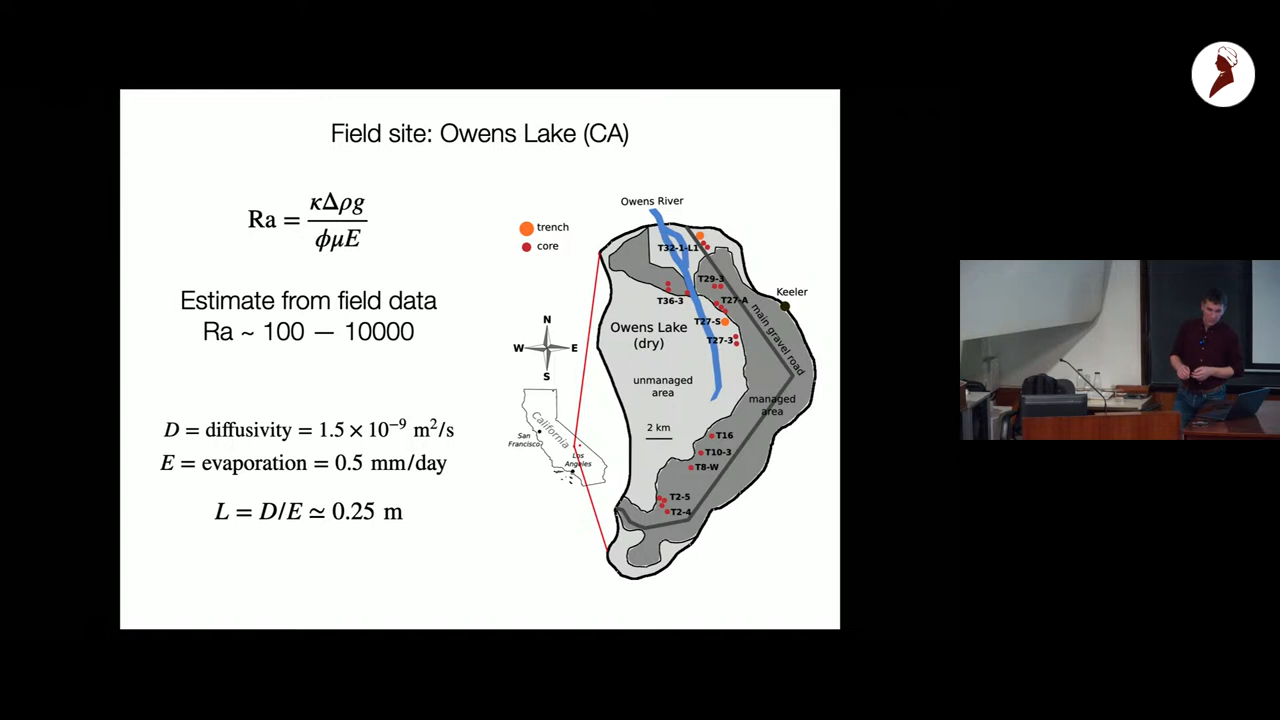 Field site: Owens Lake (CA)
Ra = κΔρg / ϕμE
Estimate from field data
Ra ~ 100 — 10000
D = diffusivity = 1.5 × 10⁻⁹ m²/s
E = evaporation = 0.5 mm/day
L = D/E ≃ 0.25 m
Owens River
trench
core
T32-1-L1
T29-3
T36-3
T27-A
Keeler
T27-S
Owens Lake
(dry)
T27-3
main gravel road
N
W
E
S
unmanaged
area
managed
area
2 km
California
San
Francisco
Los
Angeles
T16
T10-3
T8-W
T2-5
T2-4